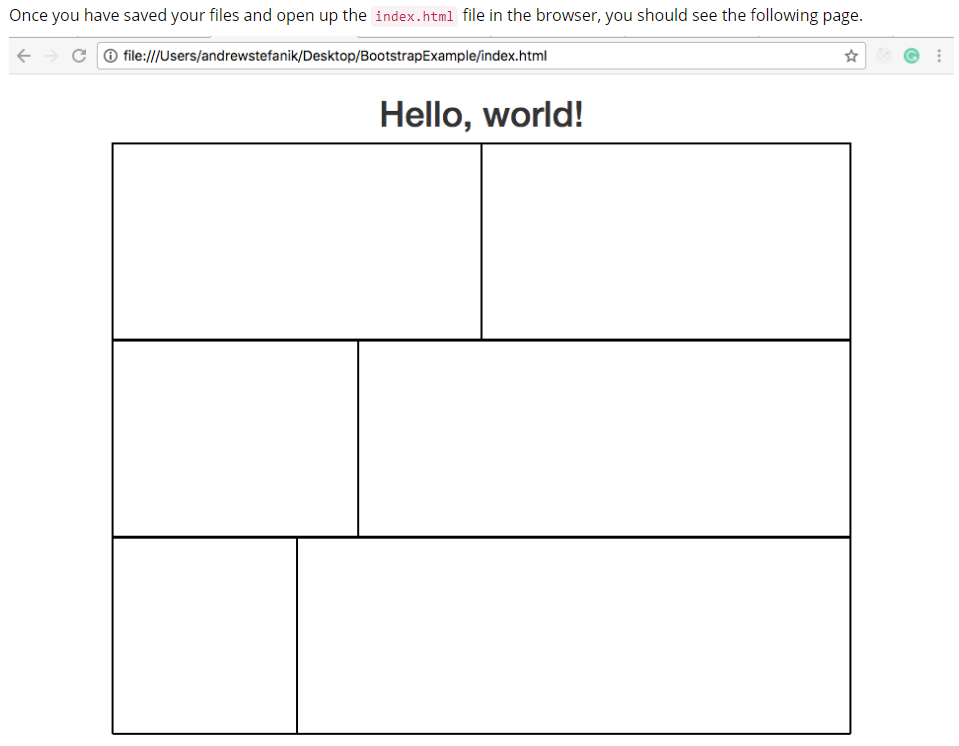 Once you have saved your files and open up the index.html file in the browser, you should see the following page.
file:///Users/andrewstefanik/Desktop/BootstrapExample/index.html
Hello, world!